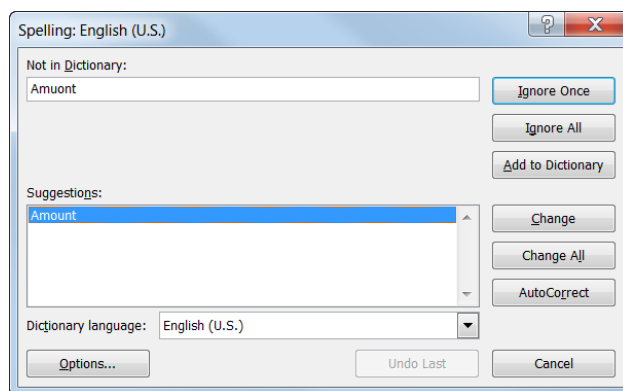 Spelling: English (U.S.)
Not in Dictionary:
Amuont
Ignore Once
Ignore All
Add to Dictionary
Suggestions:
Amount
Change
Change All
AutoCorrect
Dictionary language: English (U.S.)
Options... Undo Last Cancel